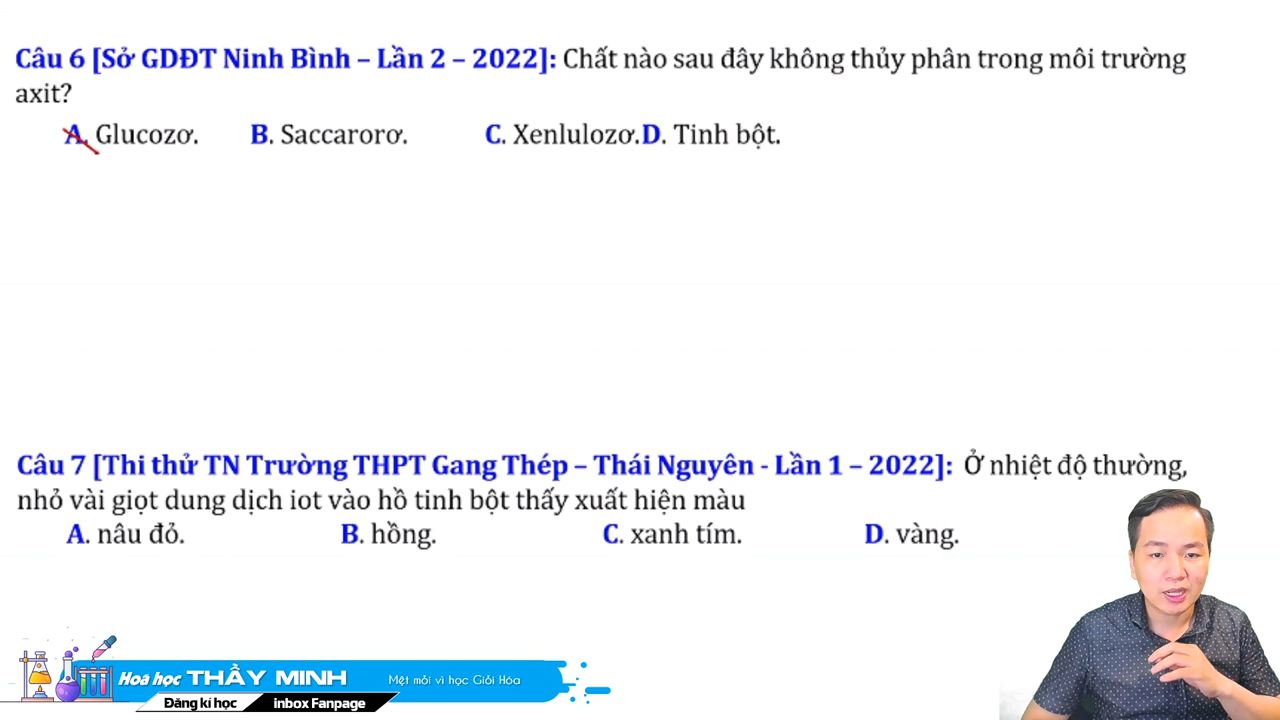 Câu 6 [Sở GDĐT Ninh Bình – Lần 2 – 2022]: Chất nào sau đây không thủy phân trong môi trường
axit?
A. Glucozơ. B. Saccarorơ. C. Xenlulozơ.D. Tinh bột.
Câu 7 [Thi thử TN Trường THPT Gang Thép – Thái Nguyên - Lần 1 – 2022]: Ở nhiệt độ thường,
nhỏ vài giọt dung dịch iot vào hồ tinh bột thấy xuất hiện màu
A. nâu đỏ. B. hồng. C. xanh tím. D. vàng.
Hoá học THẦY MINH Mệt mỏi vì học Giỏi Hóa
Đăng kí học inbox Fanpage